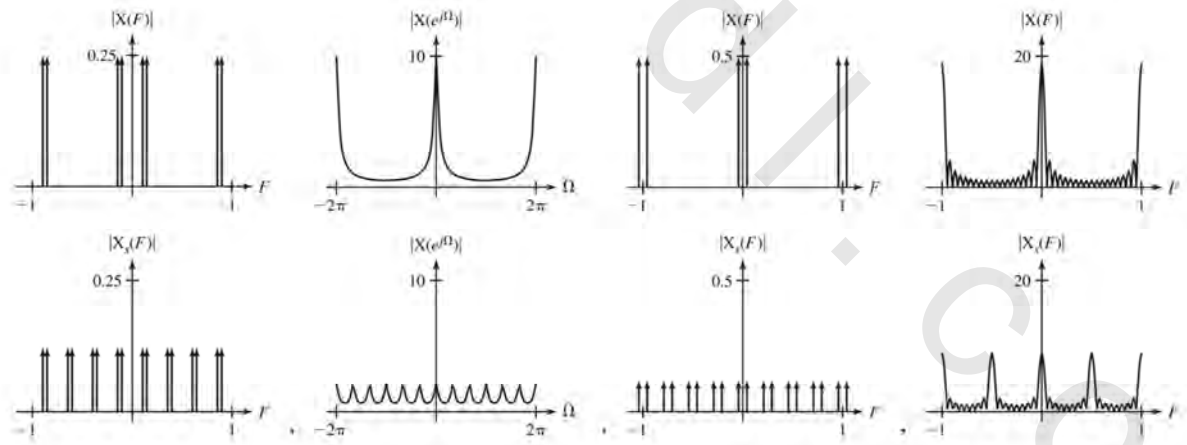 |X(F)| |X(e^{jΩ})| |X(F)| |X(F)|
0.25 10 0.5 20
−1 1 F −2π 2π Ω −1 1 F −1 1 F
|X_s(F)| |X(e^{jΩ})| |X_s(F)| |X_s(F)|
0.25 10 0.5 20
−1 1 F , −2π 2π Ω , −1 1 F , −1 1 F
d l . c o